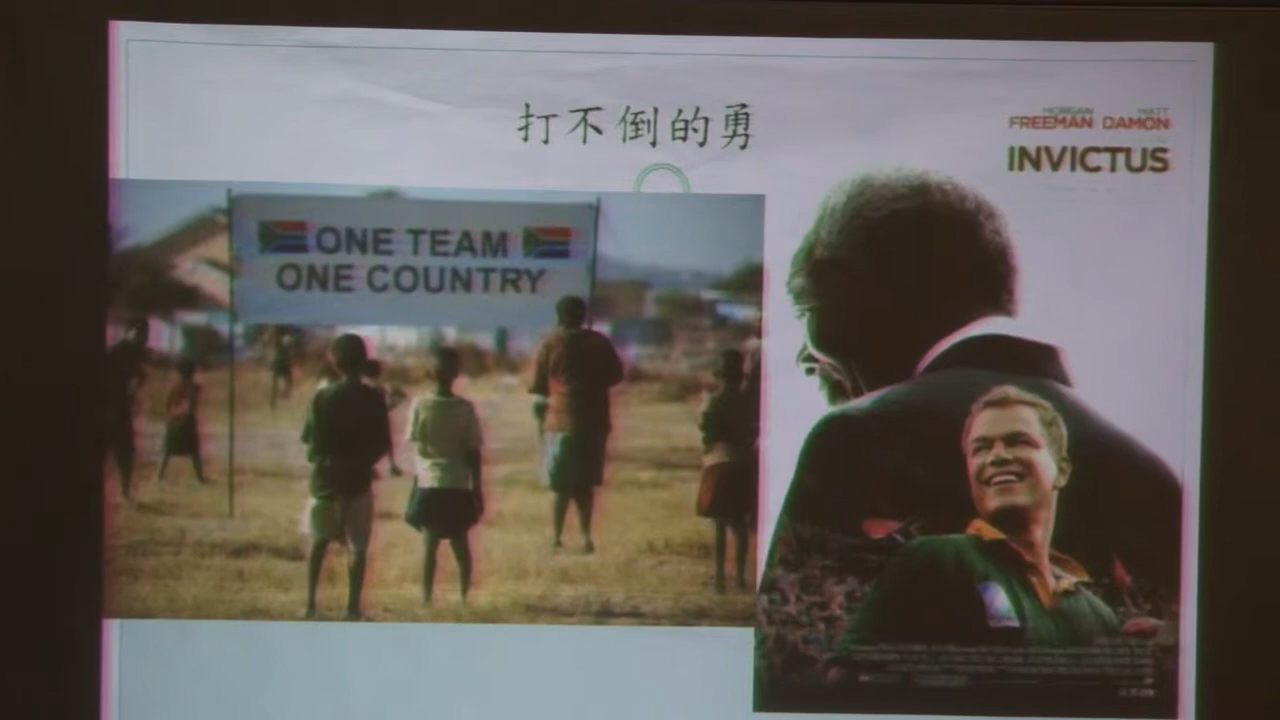 打不倒的勇
MORGAN MATT
FREEMAN DAMON
INVICTUS
ONE TEAM
ONE COUNTRY